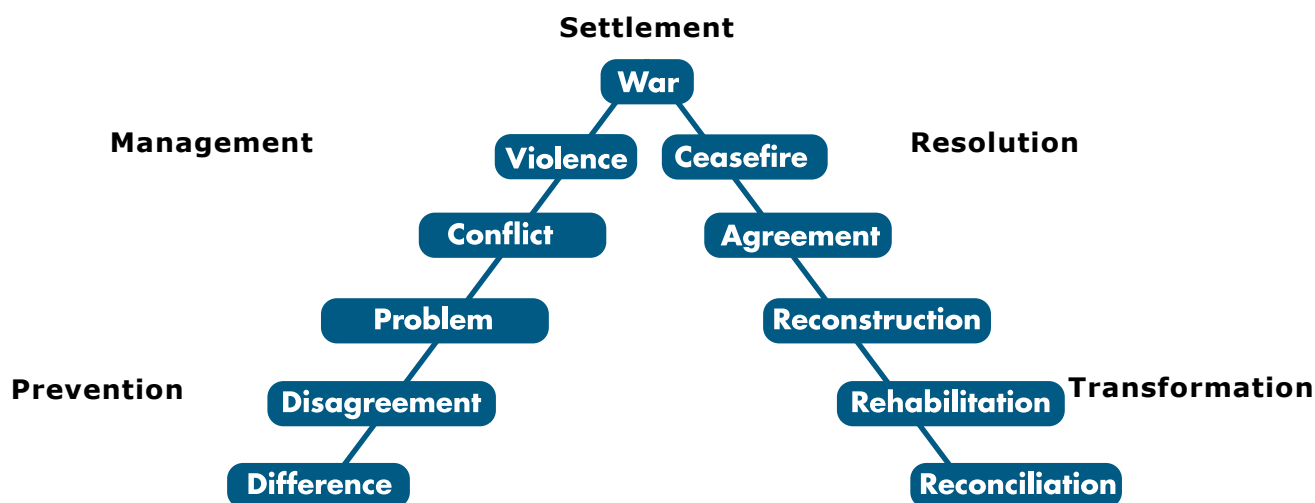 Settlement
War
Management
Resolution
Violence
Ceasefire
Conflict
Agreement
Problem
Reconstruction
Prevention
Transformation
Disagreement
Rehabilitation
Difference
Reconciliation